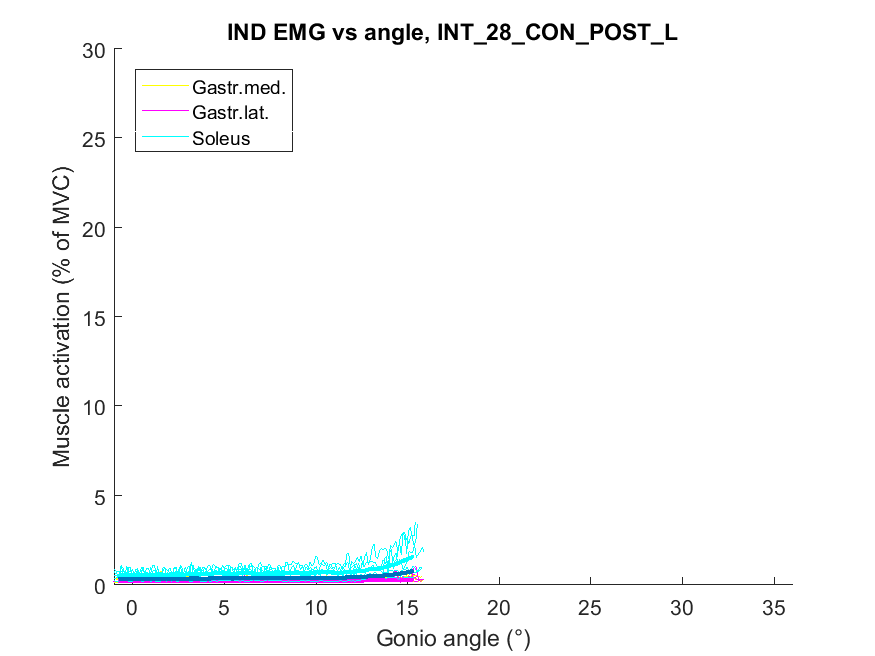 IND EMG vs angle, INT_28_CON_POST_L
30
25
20
15
10
5
0
Muscle activation (% of MVC)
Gastr.med.
Gastr.lat.
Soleus
0 5 10 15 20 25 30 35
Gonio angle (°)